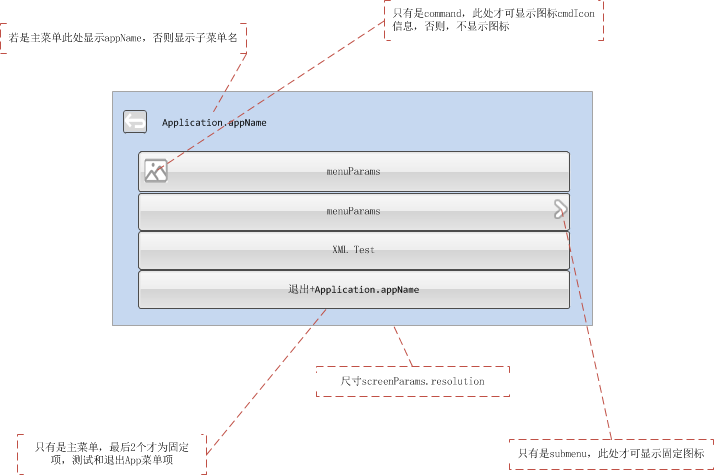 只有是command，此处才可显示图标cmdIcon
信息，否则，不显示图标
若是主菜单此处显示appName，否则显示子菜单名
Application.appName
menuParams
menuParams
XML Test
退出+Application.appName
尺寸screenParams.resolution
只有是主菜单，最后2个才为固定
项，测试和退出App菜单项
只有是submenu，此处才可显示固定图标